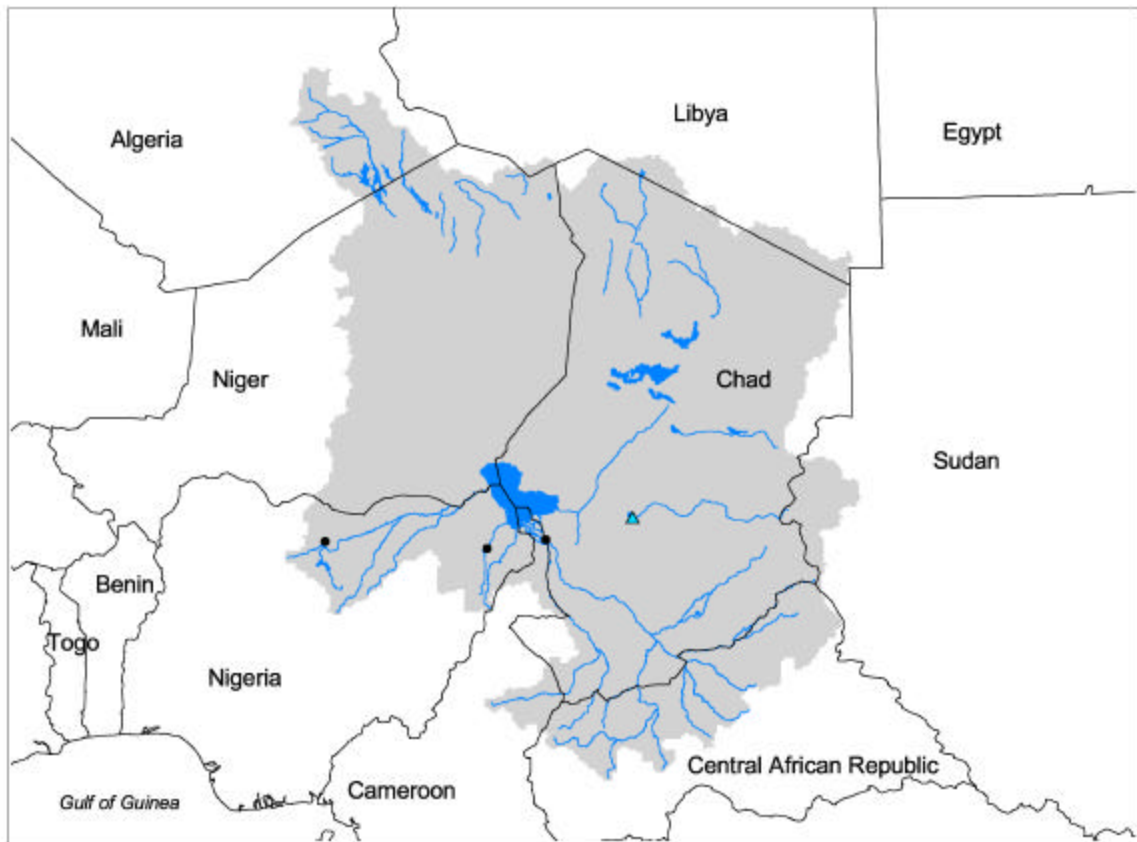 Libya
Egypt
Algeria
Mali
Niger
Chad
Sudan
Benin
Togo
Nigeria
Central African Republic
Cameroon
Gulf of Guinea